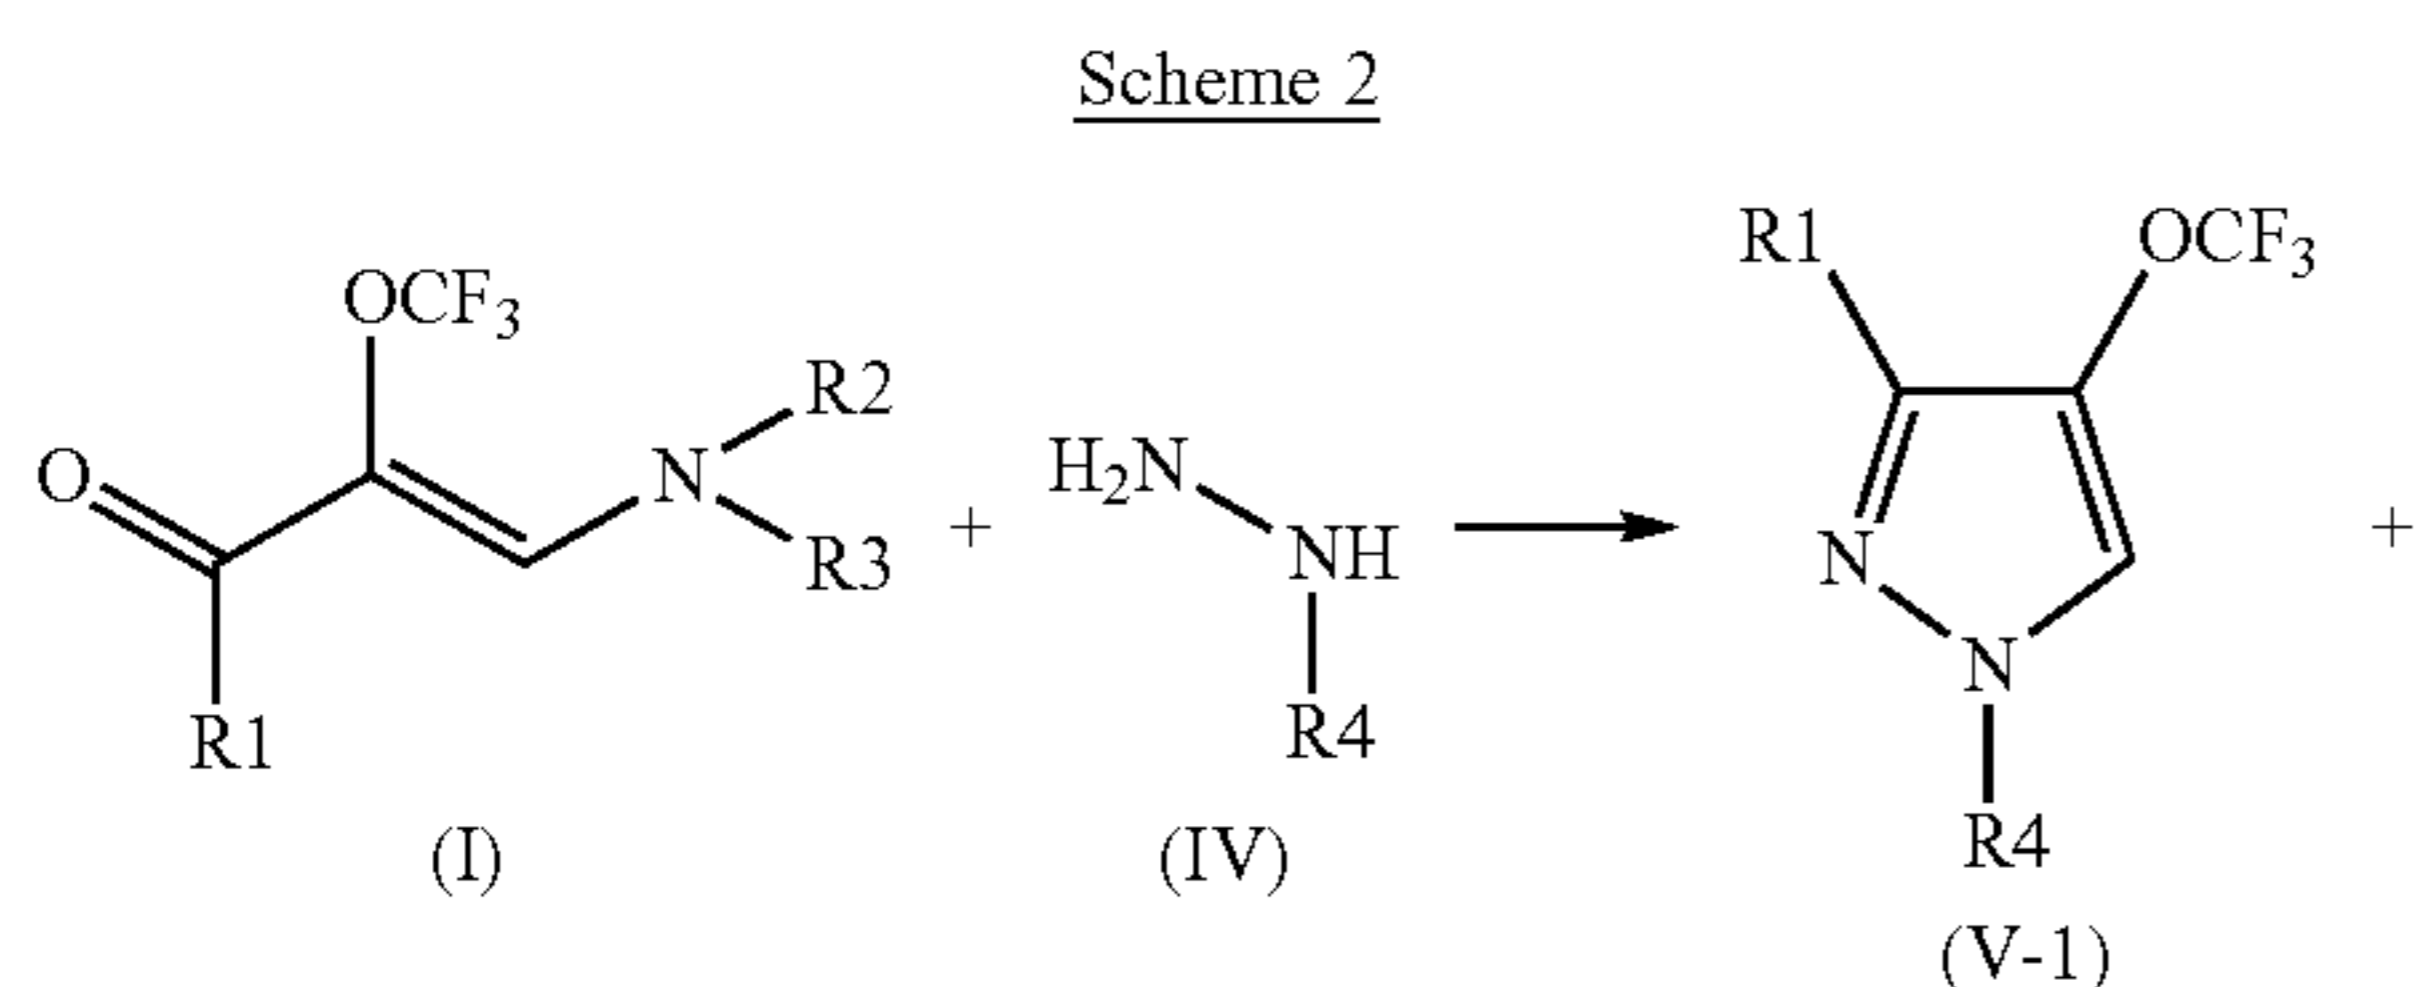 Scheme 2
R1
OCF₃
OCF₃
R2
O
N
H₂N
+
NH
+
R3
N
N
R1
R4
R4
(I)
(IV)
(V-1)